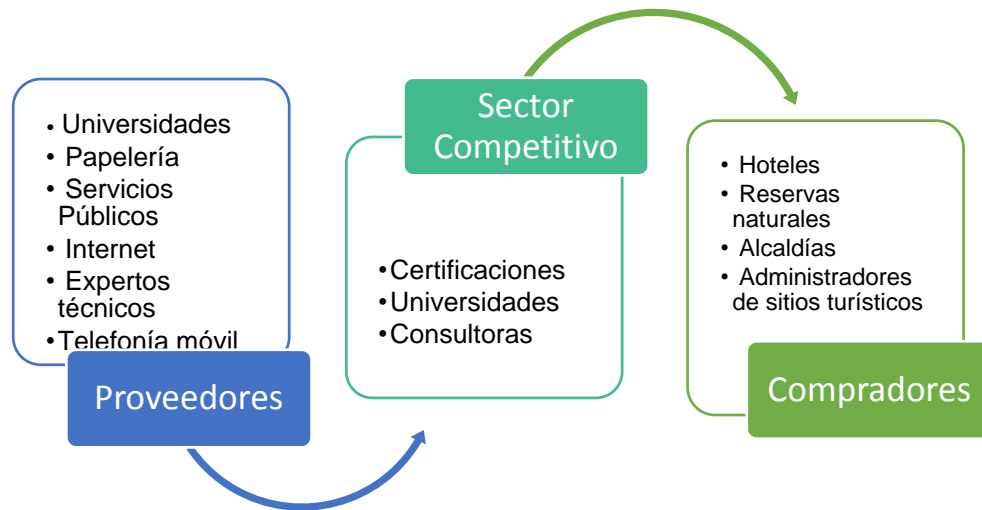 • Universidades
• Papelería
• Servicios
Públicos
• Internet
• Expertos
técnicos
•Telefonía móvil
Proveedores
Sector
Competitivo
•Certificaciones
•Universidades
•Consultoras
• Hoteles
• Reservas
naturales
• Alcaldías
• Administradores
de sitios turísticos
Compradores